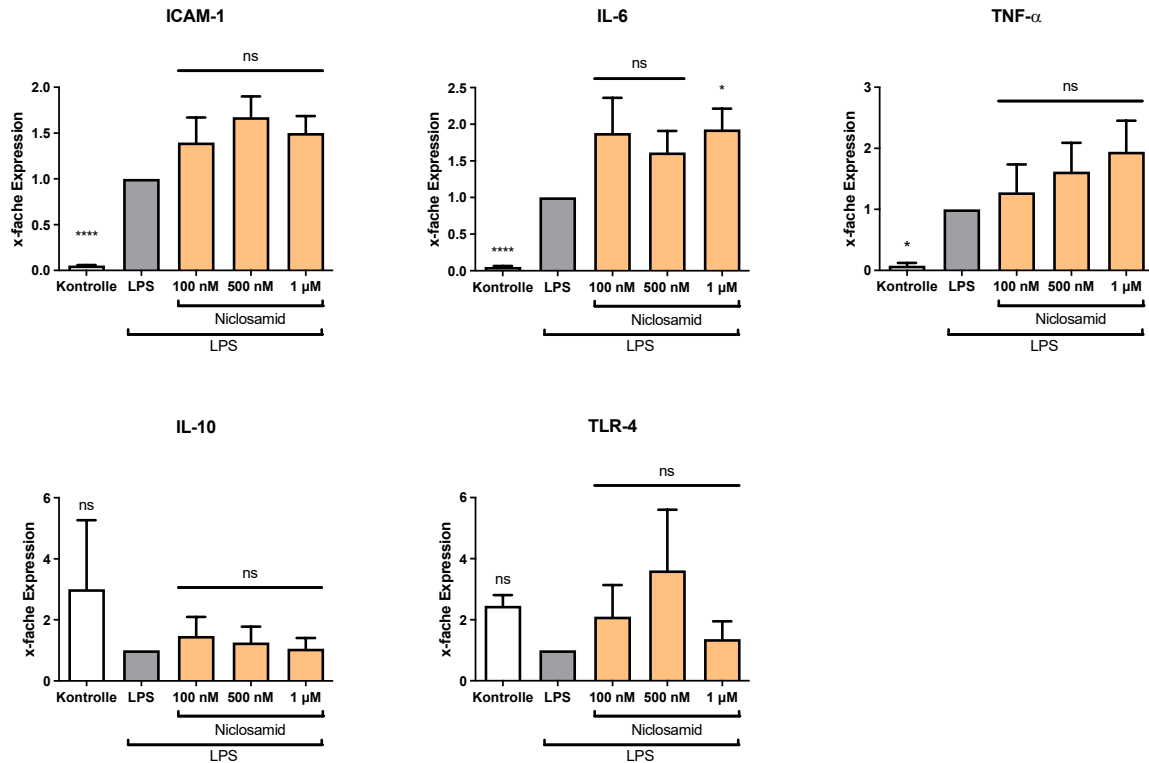 ICAM-1
ns
x-fache Expression
2.0
1.5
1.0
0.5
0.0
****
Kontrolle LPS 100 nM 500 nM 1 µM
Niclosamid
LPS
IL-6
ns
*
x-fache Expression
2.5
2.0
1.5
1.0
0.5
0.0
****
Kontrolle LPS 100 nM 500 nM 1 µM
Niclosamid
LPS
TNF-α
ns
x-fache Expression
3
2
1
0
*
Kontrolle LPS 100 nM 500 nM 1 µM
Niclosamid
LPS
IL-10
ns
ns
x-fache Expression
6
4
2
0
Kontrolle LPS 100 nM 500 nM 1 µM
Niclosamid
LPS
TLR-4
ns
ns
x-fache Expression
6
4
2
0
Kontrolle LPS 100 nM 500 nM 1 µM
Niclosamid
LPS